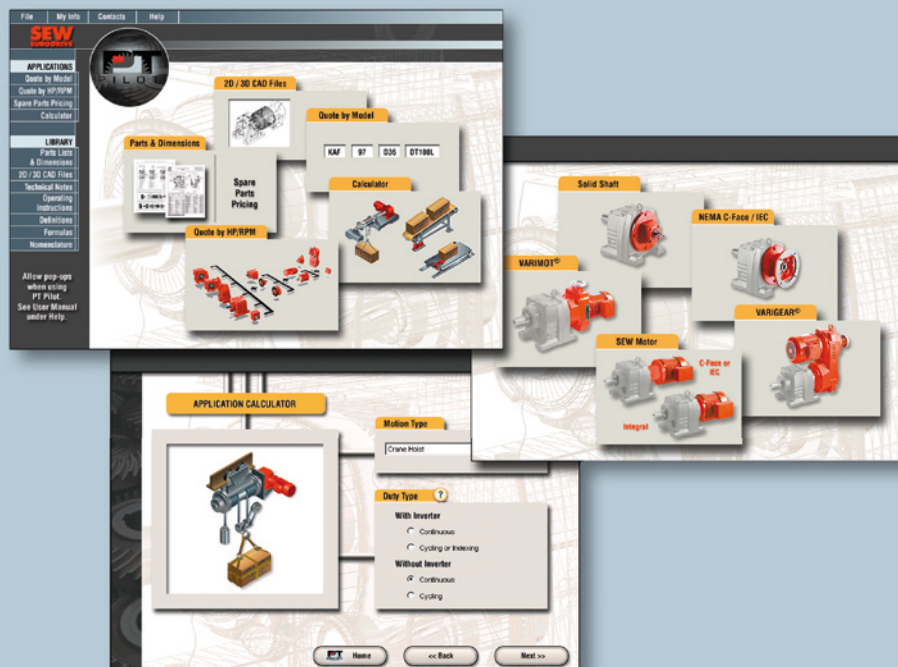 File
My Info
Contacts
Help
SEW
EURODRIVE
PT
PILOT
APPLICATIONS
Quote by Model
Quote by HP/RPM
Spare Parts Pricing
Calculator
LIBRARY
Parts Lists
& Dimensions
2D / 3D CAD Files
Technical Notes
Operating
Instructions
Definitions
Formulas
Nomenclature
Allow pop-ups
when using
PT Pilot.
See User Manual
under Help.
2D / 3D CAD Files
Quote by Model
KAF 97 D36 DT100L
Parts & Dimensions
Spare
Parts
Pricing
Calculator
Quote by HP/RPM
Solid Shaft
NEMA C-Face / IEC
VARIMOT®
VARIGEAR®
SEW Motor
C-Face or
IEC
Integral
APPLICATION CALCULATOR
Motion Type
Crane Hoist
Duty Type ?
With Inverter
Continuous
Cycling or Indexing
Without Inverter
Continuous
Cycling
PT Home
<< Back
Next >>